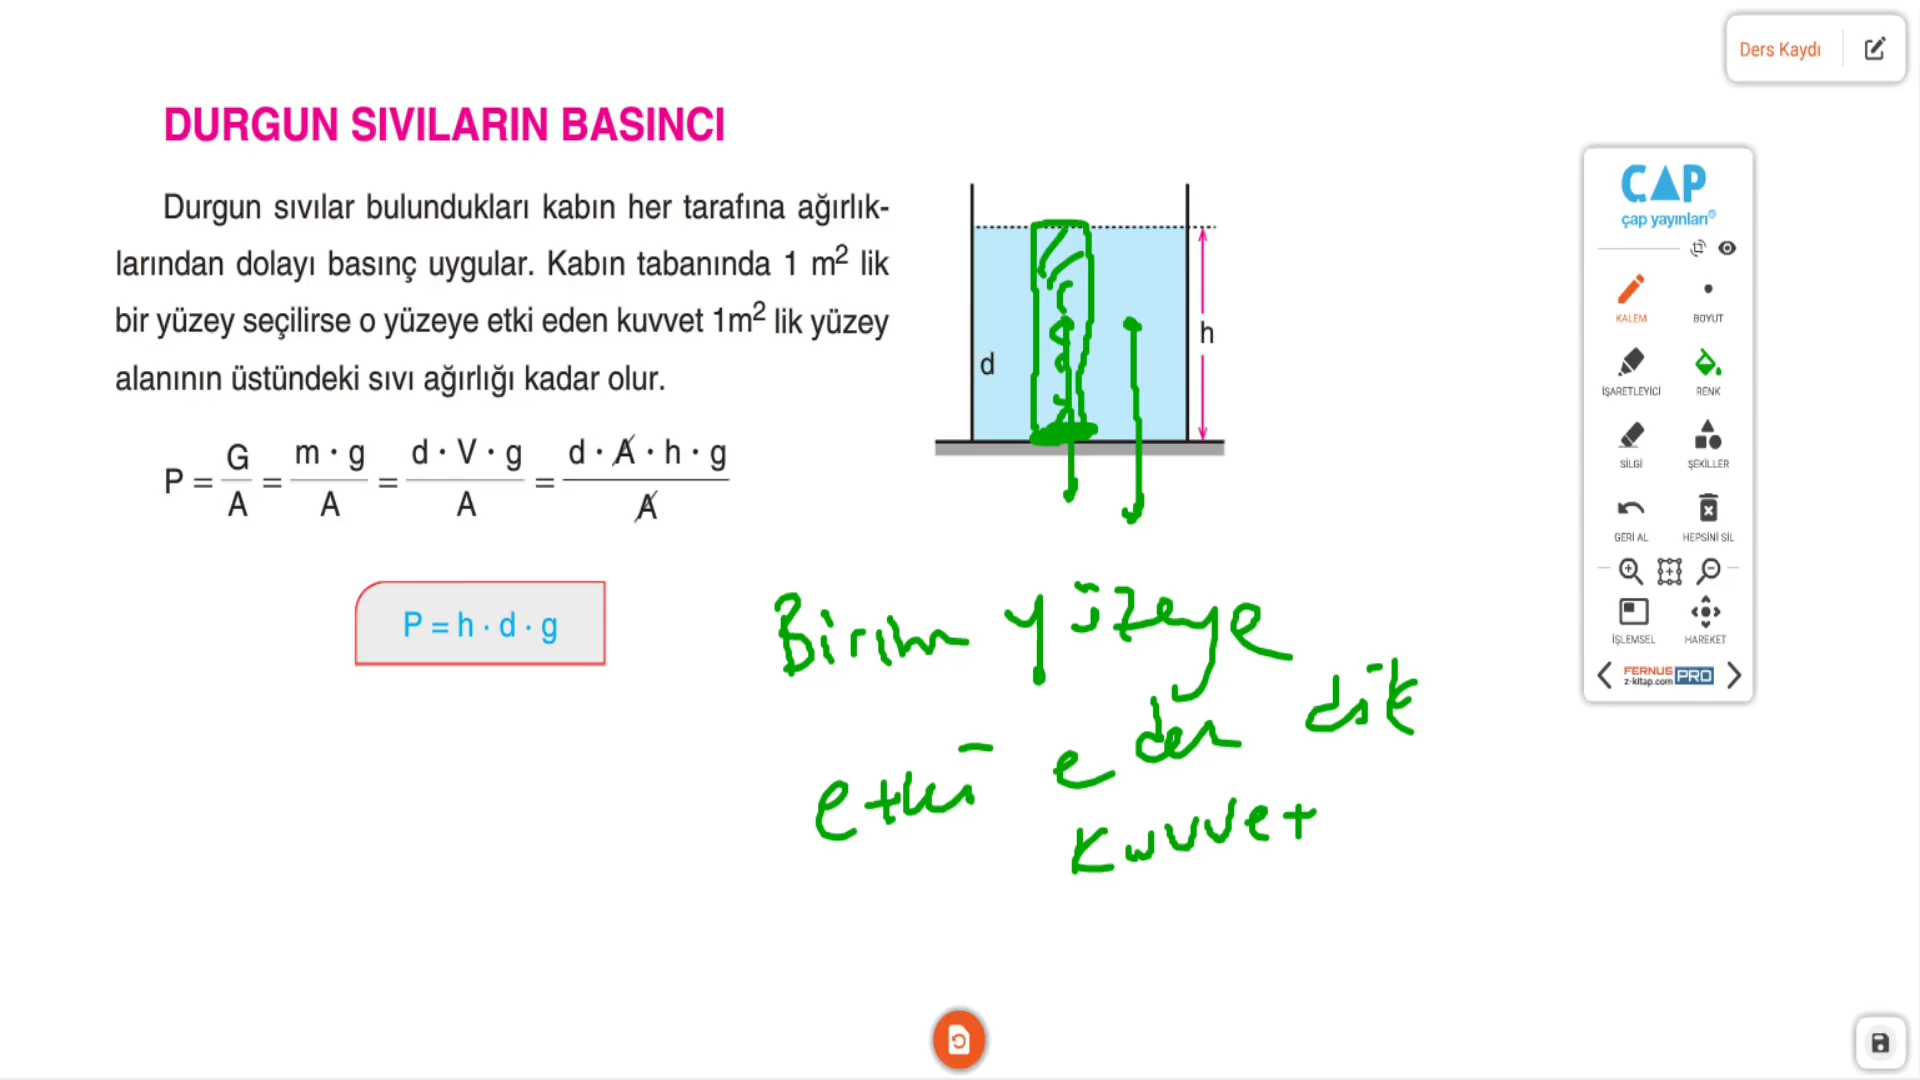 Ders Kaydı
DURGUN SIVILARIN BASINCI
Durgun sıvılar bulundukları kabın her tarafına ağırlık-
larından dolayı basınç uygular. Kabın tabanında 1 m² lik
bir yüzey seçilirse o yüzeye etki eden kuvvet 1m² lik yüzey
alanının üstündeki sıvı ağırlığı kadar olur.
P = G/A = m · g/A = d · V · g/A = d · A · h · g/A
P = h · d · g
d
h
Birim yüzeye
etki eden dik
kuvvet
ÇAP
çap yayınları®
KALEM
BOYUT
İŞARETLEYİCİ
RENK
SİLGİ
ŞEKİLLER
GERİ AL
HEPSİNİ SİL
İŞLEMSEL
HAREKET
FERNUS
z-kitap.com PRO